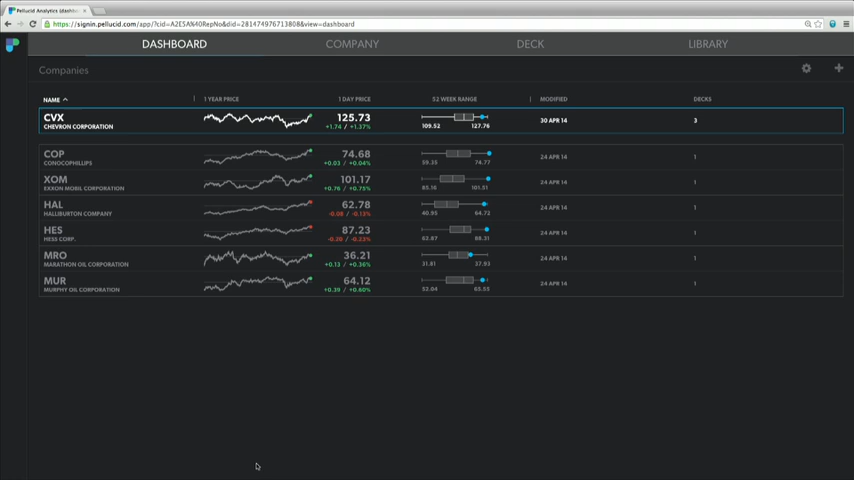 Pellucid Analytics (dashbo
https://signin.pellucid.com/app/?cid=A2E5A%40RepNo&did=281474976713808&view=dashboard
DASHBOARD COMPANY DECK LIBRARY
Companies
NAME 1 YEAR PRICE 1 DAY PRICE 52 WEEK RANGE MODIFIED DECKS
CVX 125.73
CHEVRON CORPORATION +1.74 / +1.37% 109.52 127.76 30 APR 14 3
COP 74.68
CONOCOPHILLIPS +0.03 / +0.04% 59.35 74.77 24 APR 14 1
XOM 101.17
EXXON MOBIL CORPORATION +0.76 / +0.75% 85.16 101.51 24 APR 14 1
HAL 62.78
HALLIBURTON COMPANY -0.08 / -0.13% 40.95 64.72 24 APR 14 1
HES 87.23
HESS CORP. -0.20 / -0.23% 63.87 88.31 24 APR 14 1
MRO 36.21
MARATHON OIL CORPORATION +0.13 / +0.36% 31.81 37.93 24 APR 14 1
MUR 64.12
MURPHY OIL CORPORATION +0.39 / +0.60% 53.04 65.55 24 APR 14 1